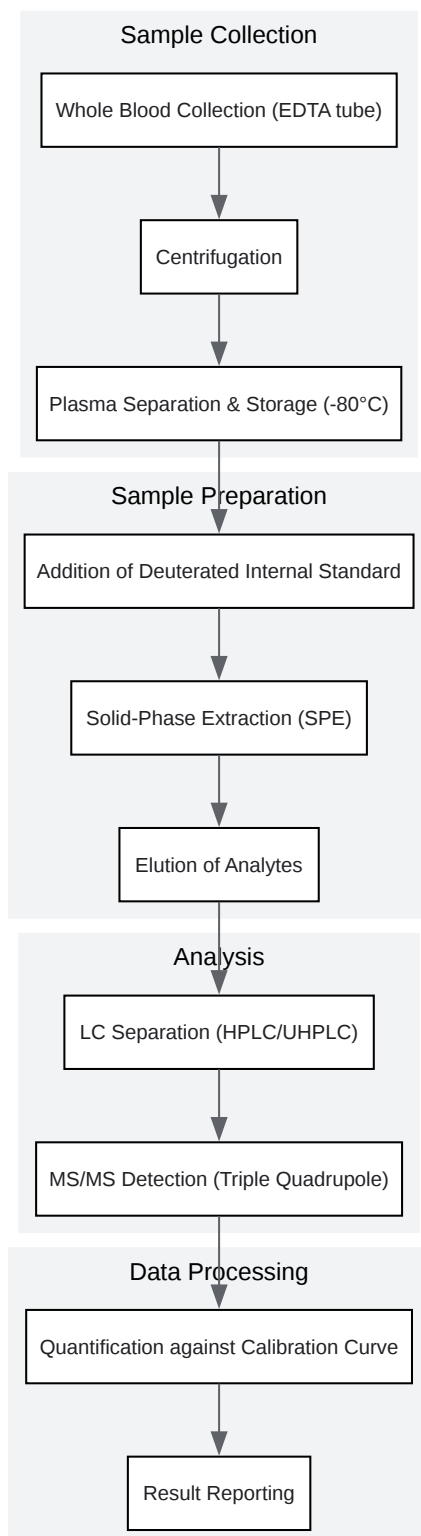 Sample Collection
Whole Blood Collection (EDTA tube)
Centrifugation
Plasma Separation & Storage (-80°C)
Sample Preparation
Addition of Deuterated Internal Standard
Solid-Phase Extraction (SPE)
Elution of Analytes
Analysis
LC Separation (HPLC/UHPLC)
MS/MS Detection (Triple Quadrupole)
Data Processing
Quantification against Calibration Curve
Result Reporting